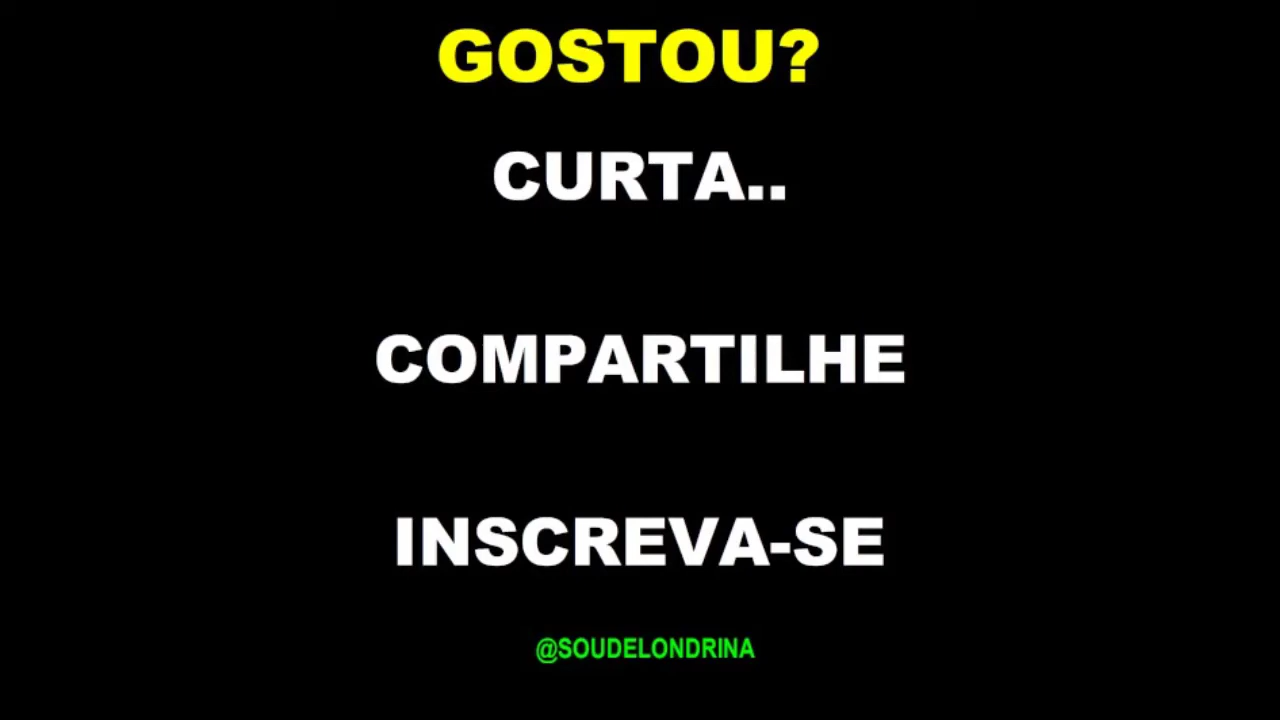 GOSTOU?
CURTA..
COMPARTILHE
INSCREVA-SE
@SOUDELONDRINA